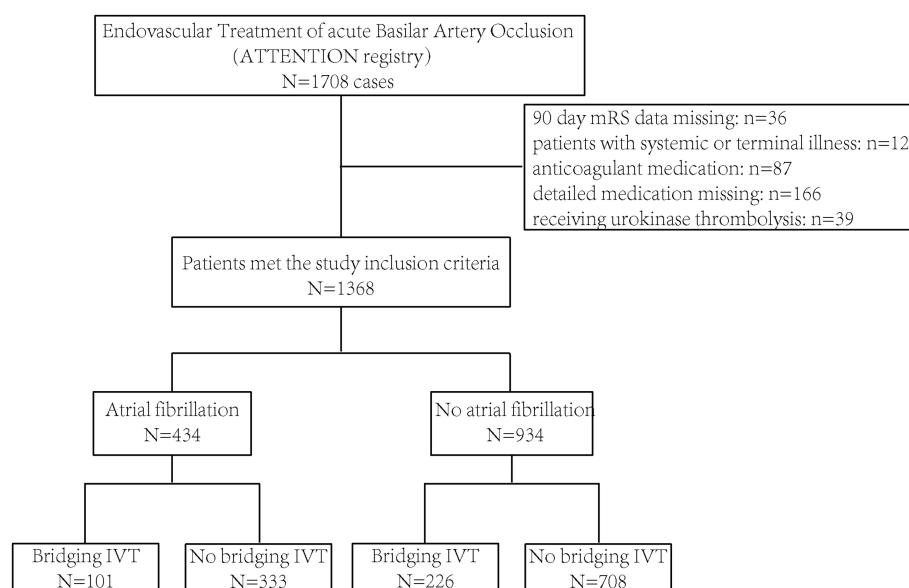 Endovascular Treatment of acute Basilar Artery Occlusion
(ATTENTION registry)
N=1708 cases
90 day mRS data missing: n=36
patients with systemic or terminal illness: n=12
anticoagulant medication: n=87
detailed medication missing: n=166
receiving urokinase thrombolysis: n=39
Patients met the study inclusion criteria
N=1368
Atrial fibrillation
N=434
No atrial fibrillation
N=934
Bridging IVT
N=101
No bridging IVT
N=333
Bridging IVT
N=226
No bridging IVT
N=708